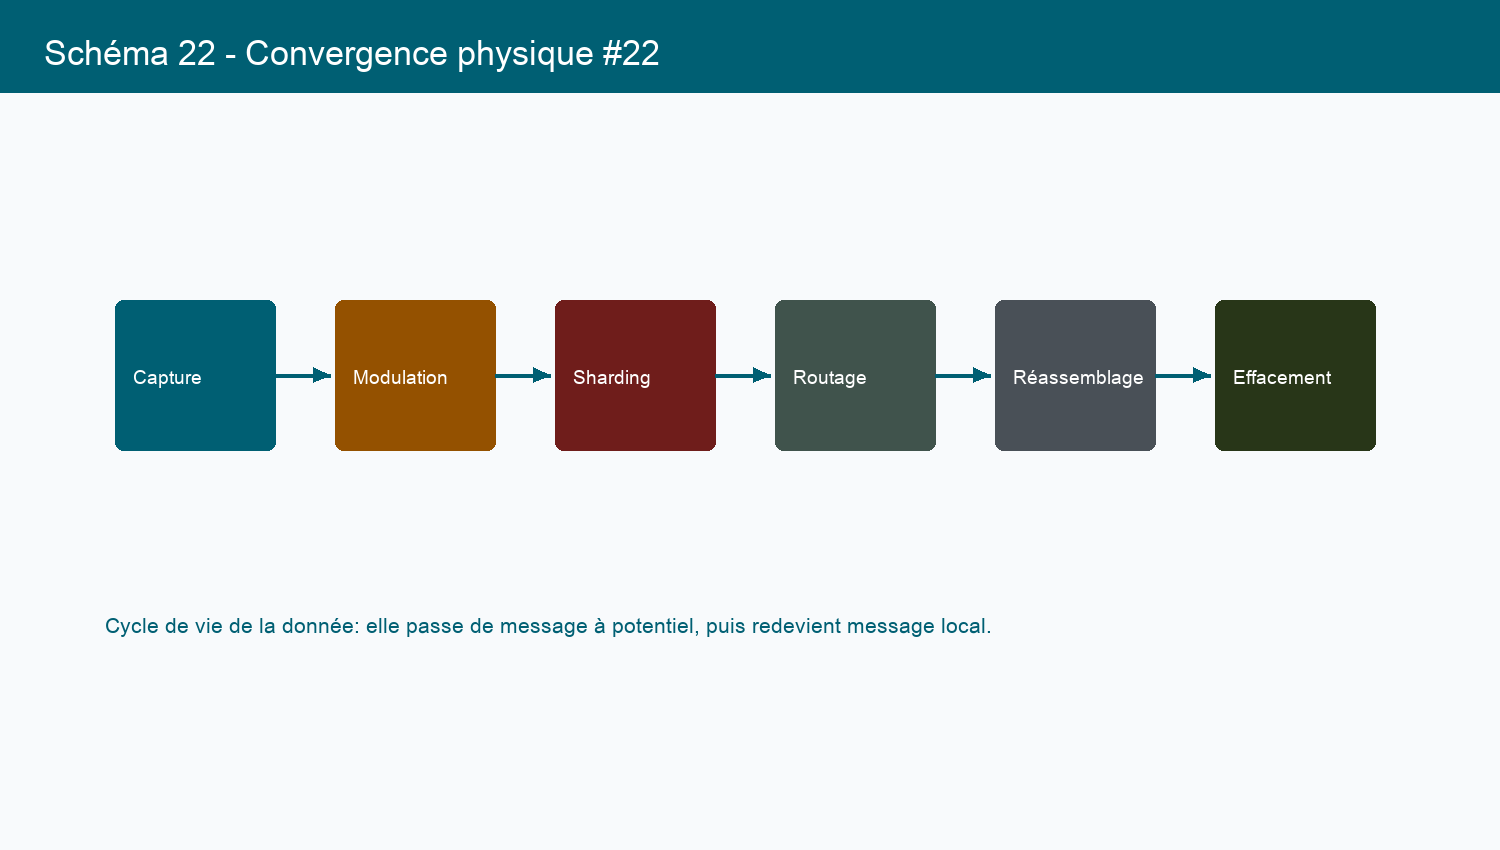 Schéma 22 - Convergence physique #22
Capture
Modulation
Sharding
Routage
Réassemblage
Effacement
Cycle de vie de la donnée: elle passe de message à potentiel, puis redevient message local.